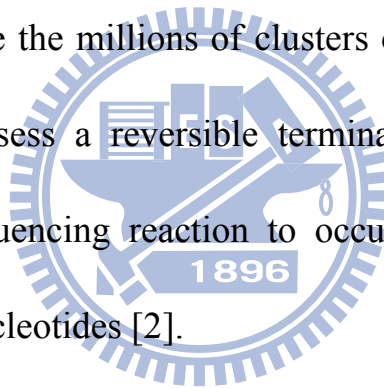 e the millions of clusters
sess a reversible termina
uencing reaction to occu
1896
cleotides [2].